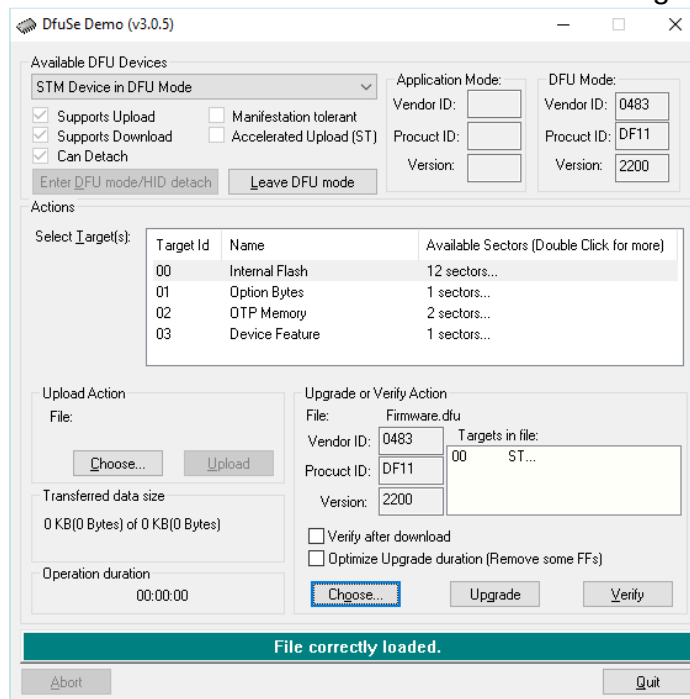 DfuSe Demo (v3.0.5)
Available DFU Devices
STM Device in DFU Mode
Supports Upload
Manifestation tolerant
Supports Download
Accelerated Upload (ST)
Can Detach
Enter DFU mode/HID detach
Leave DFU mode
Application Mode:
Vendor ID:
Procuct ID:
Version:
DFU Mode:
Vendor ID: 0483
Procuct ID: DF11
Version: 2200
Actions
Select Target(s):
Target Id Name Available Sectors (Double Click for more)
00 Internal Flash 12 sectors...
01 Option Bytes 1 sectors...
02 OTP Memory 2 sectors...
03 Device Feature 1 sectors...
Upload Action
File:
Choose...
Upload
Transferred data size
0 KB(0 Bytes) of 0 KB(0 Bytes)
Operation duration
00:00:00
Upgrade or Verify Action
File: Firmware.dfu
Vendor ID: 0483
Procuct ID: DF11
Version: 2200
Targets in file:
00 ST...
Verify after download
Optimize Upgrade duration (Remove some FFs)
Choose...
Upgrade
Verify
File correctly loaded.
Abort
Quit